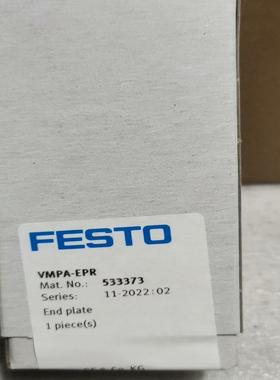 FESTO
VMPA-EPR
Mat. No.: 533373
Series: 11-2022:02
End plate
1 piece(s)